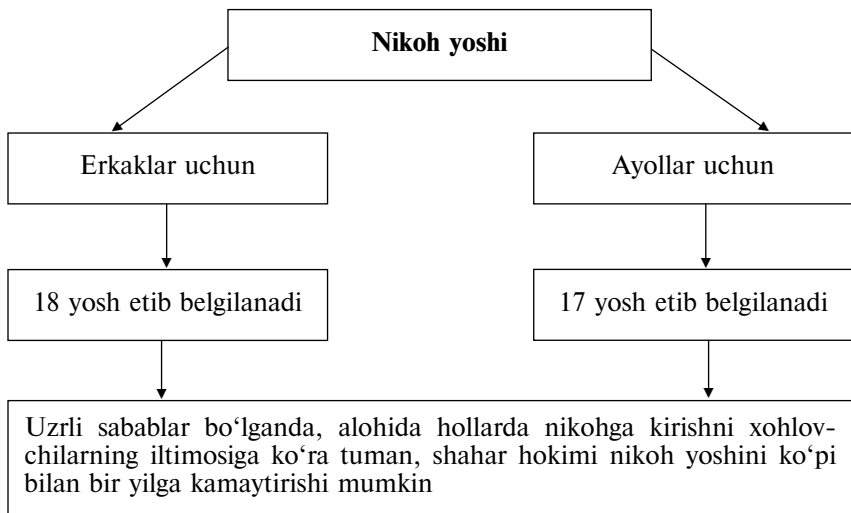 Nikoh yoshi
Erkaklar uchun
Ayollar uchun
18 yosh etib belgilanadi
17 yosh etib belgilanadi
Uzrli sabablar bo‘lganda, alohida hollarda nikohga kirishni xohlov-
chilarning iltimosiga ko‘ra tuman, shahar hokimi nikoh yoshini ko‘pi
bilan bir yilga kamaytirishi mumkin